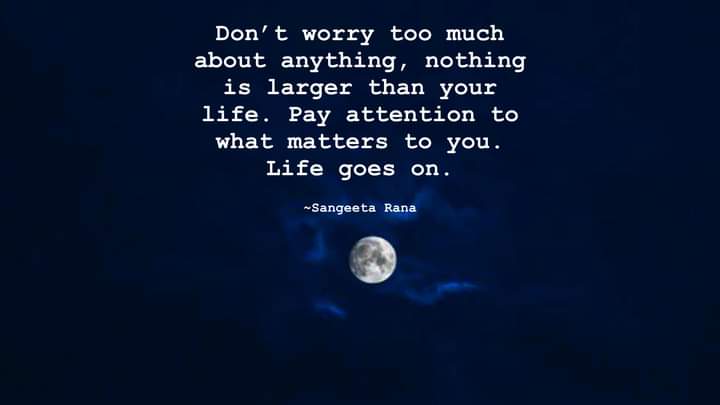 Don’t worry too much
about anything, nothing
is larger than your
life. Pay attention to
what matters to you.
Life goes on.
~Sangeeta Rana